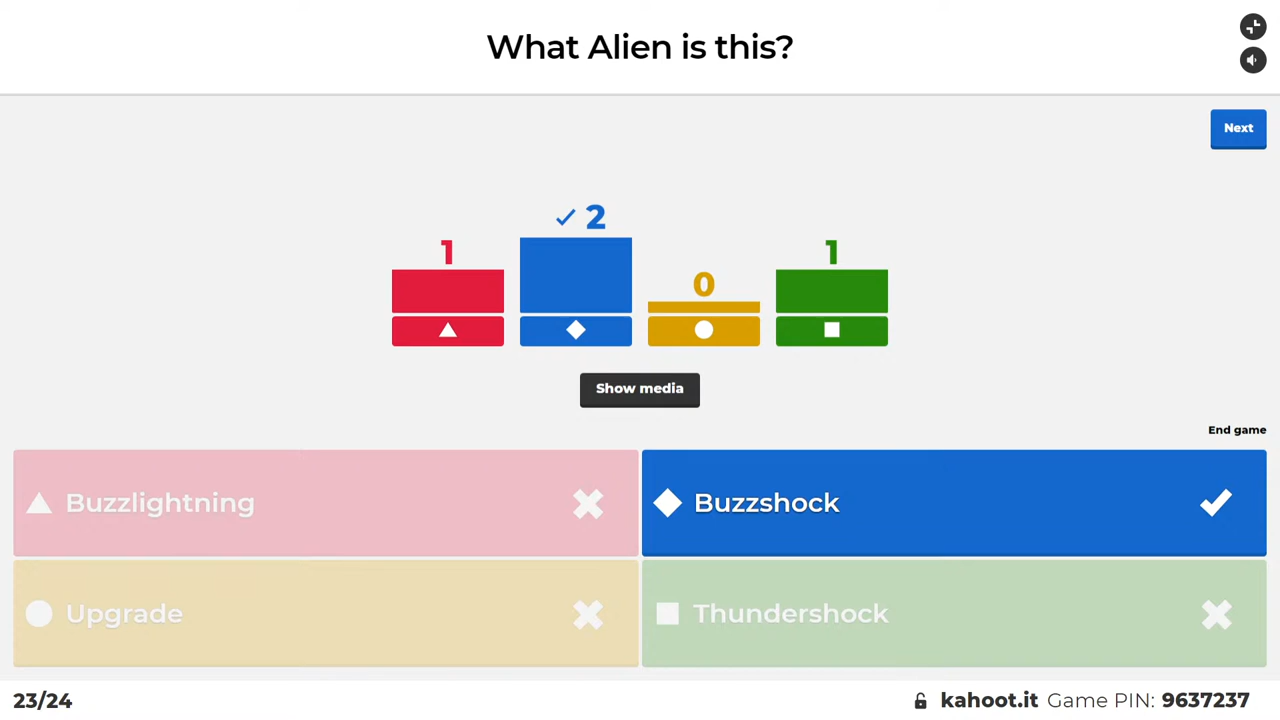 What Alien is this?
Next
1
2
0
1
Show media
End game
Buzzlightning
Buzzshock
Upgrade
Thundershock
23/24
kahoot.it Game PIN: 9637237